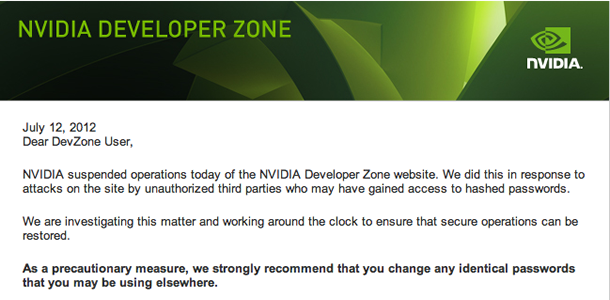 NVIDIA DEVELOPER ZONE
NVIDIA.
July 12, 2012
Dear DevZone User,
NVIDIA suspended operations today of the NVIDIA Developer Zone website. We did this in response to
attacks on the site by unauthorized third parties who may have gained access to hashed passwords.
We are investigating this matter and working around the clock to ensure that secure operations can be
restored.
As a precautionary measure, we strongly recommend that you change any identical passwords
that you may be using elsewhere.